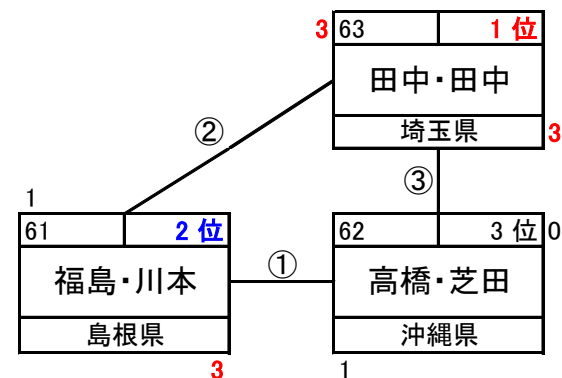 3 63 1 位
田中・田中
埼玉県 3
②
③
1
61 2 位
福島・川本
島根県
3
①
62 3 位 0
高橋・芝田
沖縄県
1